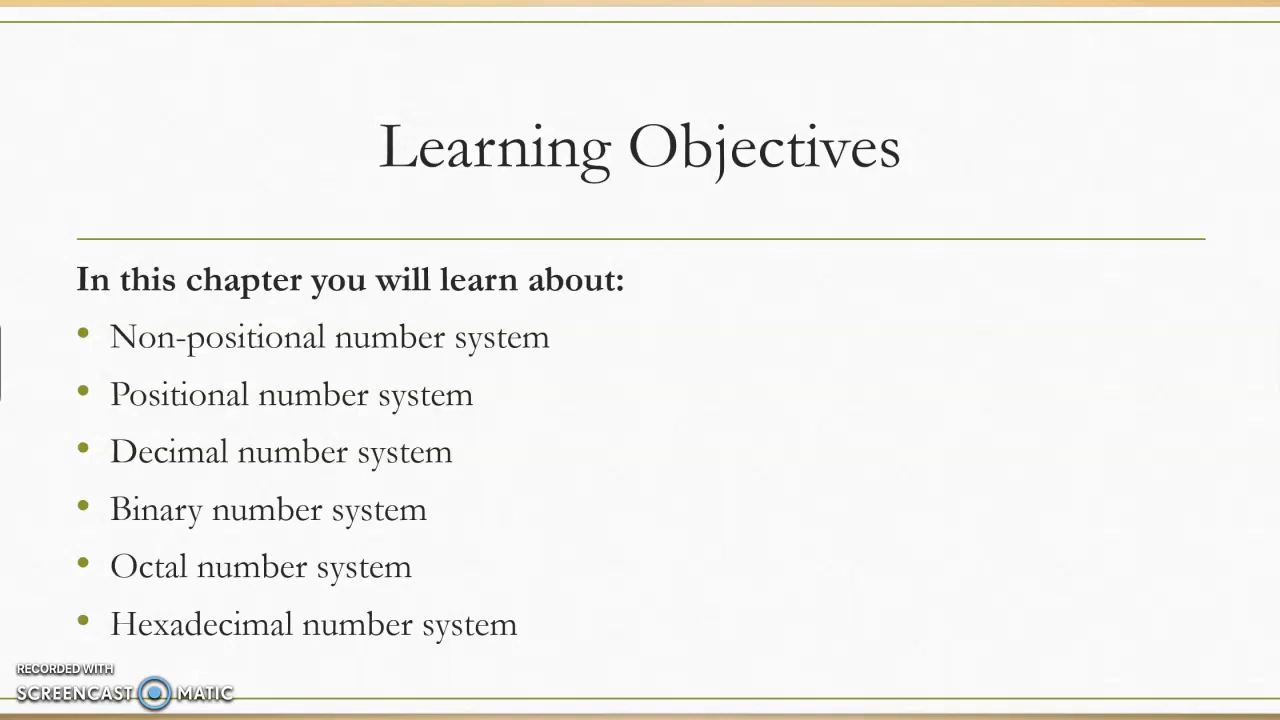 Learning Objectives
In this chapter you will learn about:
• Non-positional number system
• Positional number system
• Decimal number system
• Binary number system
• Octal number system
• Hexadecimal number system
RECORDED WITH
SCREENCAST MATIC